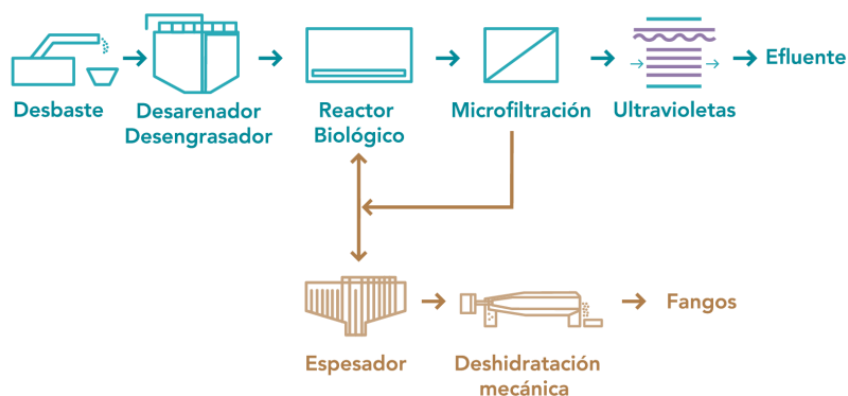 Desbaste
Desarenador
Desengrasador
Reactor
Biológico
Microfiltración
Ultravioletas
Efluente
Espesador
Deshidratación
mecánica
Fangos